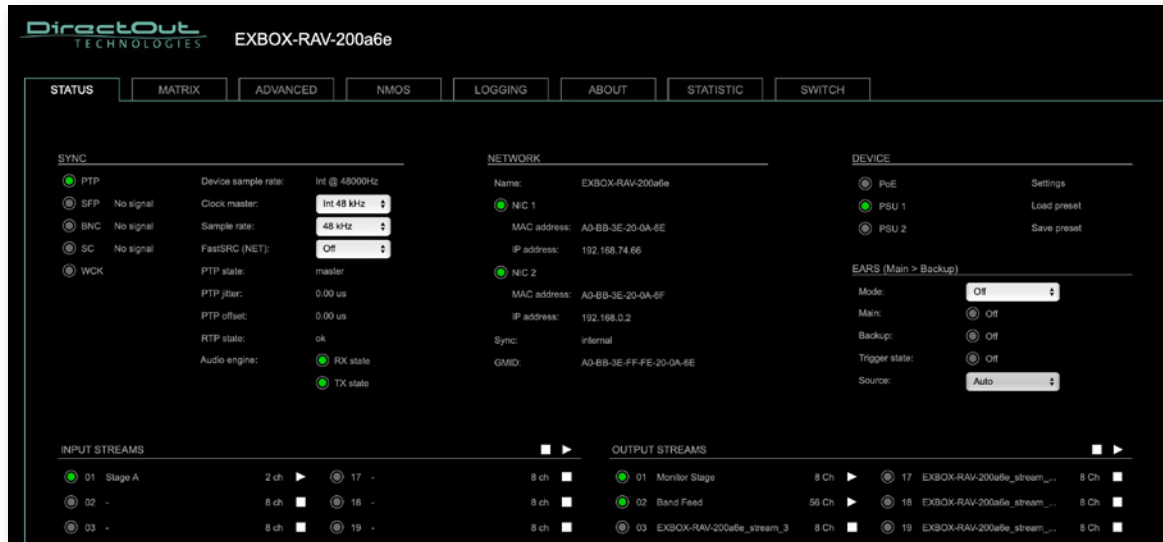 DirectOut
TECHNOLOGIES
EXBOX-RAV-200a6e
STATUS MATRIX ADVANCED NMOS LOGGING ABOUT STATISTIC SWITCH
SYNC
PTP
SFP No signal
BNC No signal
SC No signal
WCK
Device sample rate: Int @ 48000Hz
Clock master: Int 48 kHz
Sample rate: 48 kHz
FastSRC (NET): Off
PTP state: master
PTP jitter: 0.00 us
PTP offset: 0.00 us
RTP state: ok
Audio engine: RX state
TX state
NETWORK
Name: EXBOX-RAV-200a6e
NIC 1
MAC address: A0-BB-3E-20-0A-6E
IP address: 192.168.74.66
NIC 2
MAC address: A0-BB-3E-20-0A-6F
IP address: 192.168.0.2
Sync: internal
GMID: A0-BB-3E-FF-FE-20-0A-6E
DEVICE
PoE Settings
PSU 1 Load preset
PSU 2 Save preset
EARS (Main > Backup)
Mode: Off
Main: Off
Backup: Off
Trigger state: Off
Source: Auto
INPUT STREAMS
01 Stage A 2 ch 17 - 8 ch
02 - 8 ch 18 - 8 ch
03 - 8 ch 19 - 8 ch
OUTPUT STREAMS
01 Monitor Stage 8 Ch 17 EXBOX-RAV-200a6e_stream_... 8 Ch
02 Band Feed 56 Ch 18 EXBOX-RAV-200a6e_stream_... 8 Ch
03 EXBOX-RAV-200a6e_stream_3 8 Ch 19 EXBOX-RAV-200a6e_stream_... 8 Ch